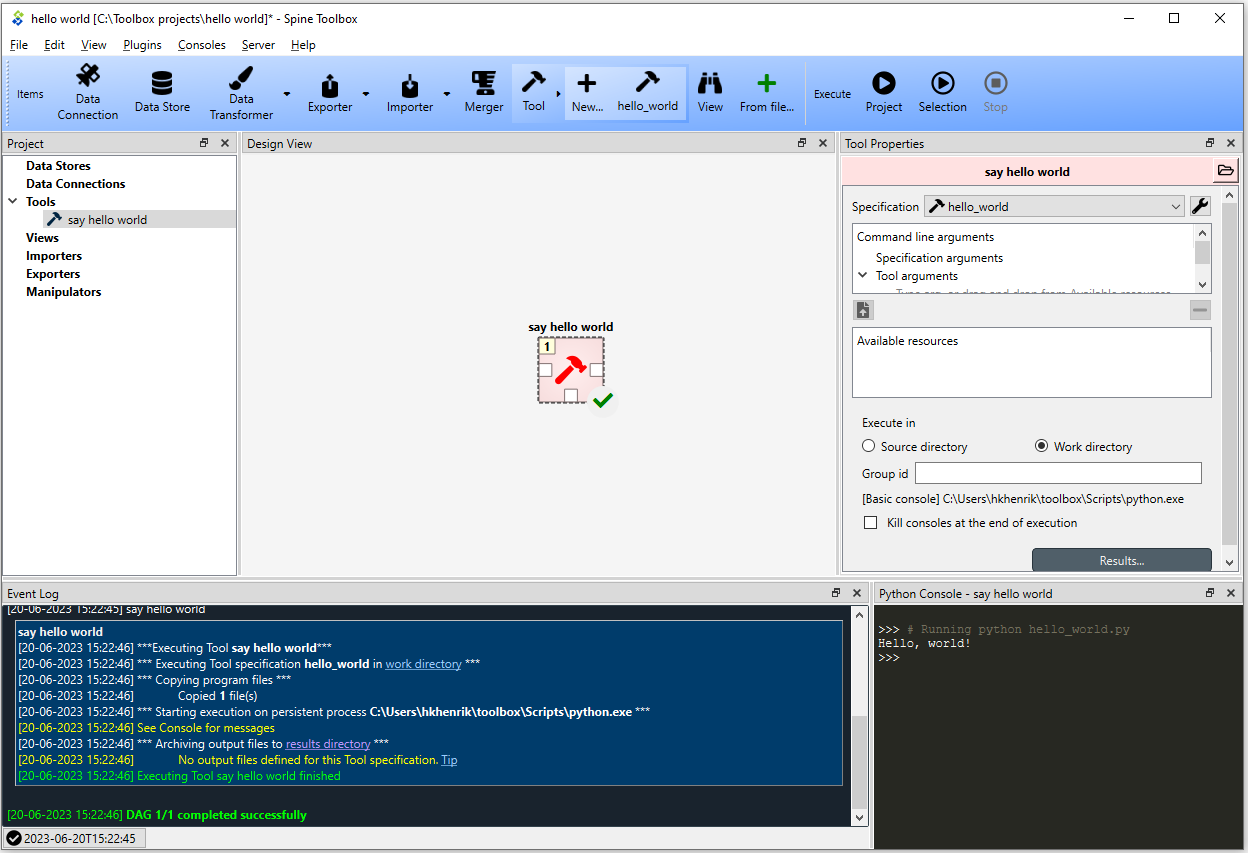 hello world [C:\Toolbox projects\hello world]* - Spine Toolbox
File Edit View Plugins Consoles Server Help
Items
Data Connection
Data Store
Data Transformer
Exporter
Importer
Merger
Tool
New...
hello_world
View
From file...
Execute
Project
Selection
Stop
Project
Data Stores
Data Connections
Tools
say hello world
Views
Importers
Exporters
Manipulators
Design View
say hello world
1
Tool Properties
say hello world
Specification hello_world
Command line arguments
Specification arguments
Tool arguments
Type arg, or drag and drop from Available resources...
Available resources
Execute in
Source directory Work directory
Group id
[Basic console] C:\Users\hkhenrik\toolbox\Scripts\python.exe
Kill consoles at the end of execution
Results...
Event Log
[20-06-2023 15:22:45] say hello world
say hello world
[20-06-2023 15:22:46] ***Executing Tool say hello world***
[20-06-2023 15:22:46] *** Executing Tool specification hello_world in work directory ***
[20-06-2023 15:22:46] *** Copying program files ***
[20-06-2023 15:22:46] Copied 1 file(s)
[20-06-2023 15:22:46] *** Starting execution on persistent process C:\Users\hkhenrik\toolbox\Scripts\python.exe ***
[20-06-2023 15:22:46] See Console for messages
[20-06-2023 15:22:46] *** Archiving output files to results directory ***
[20-06-2023 15:22:46] No output files defined for this Tool specification. Tip
[20-06-2023 15:22:46] Executing Tool say hello world finished
[20-06-2023 15:22:46] DAG 1/1 completed successfully
2023-06-20T15:22:45
Python Console - say hello world
>>> # Running python hello_world.py
Hello, world!
>>>